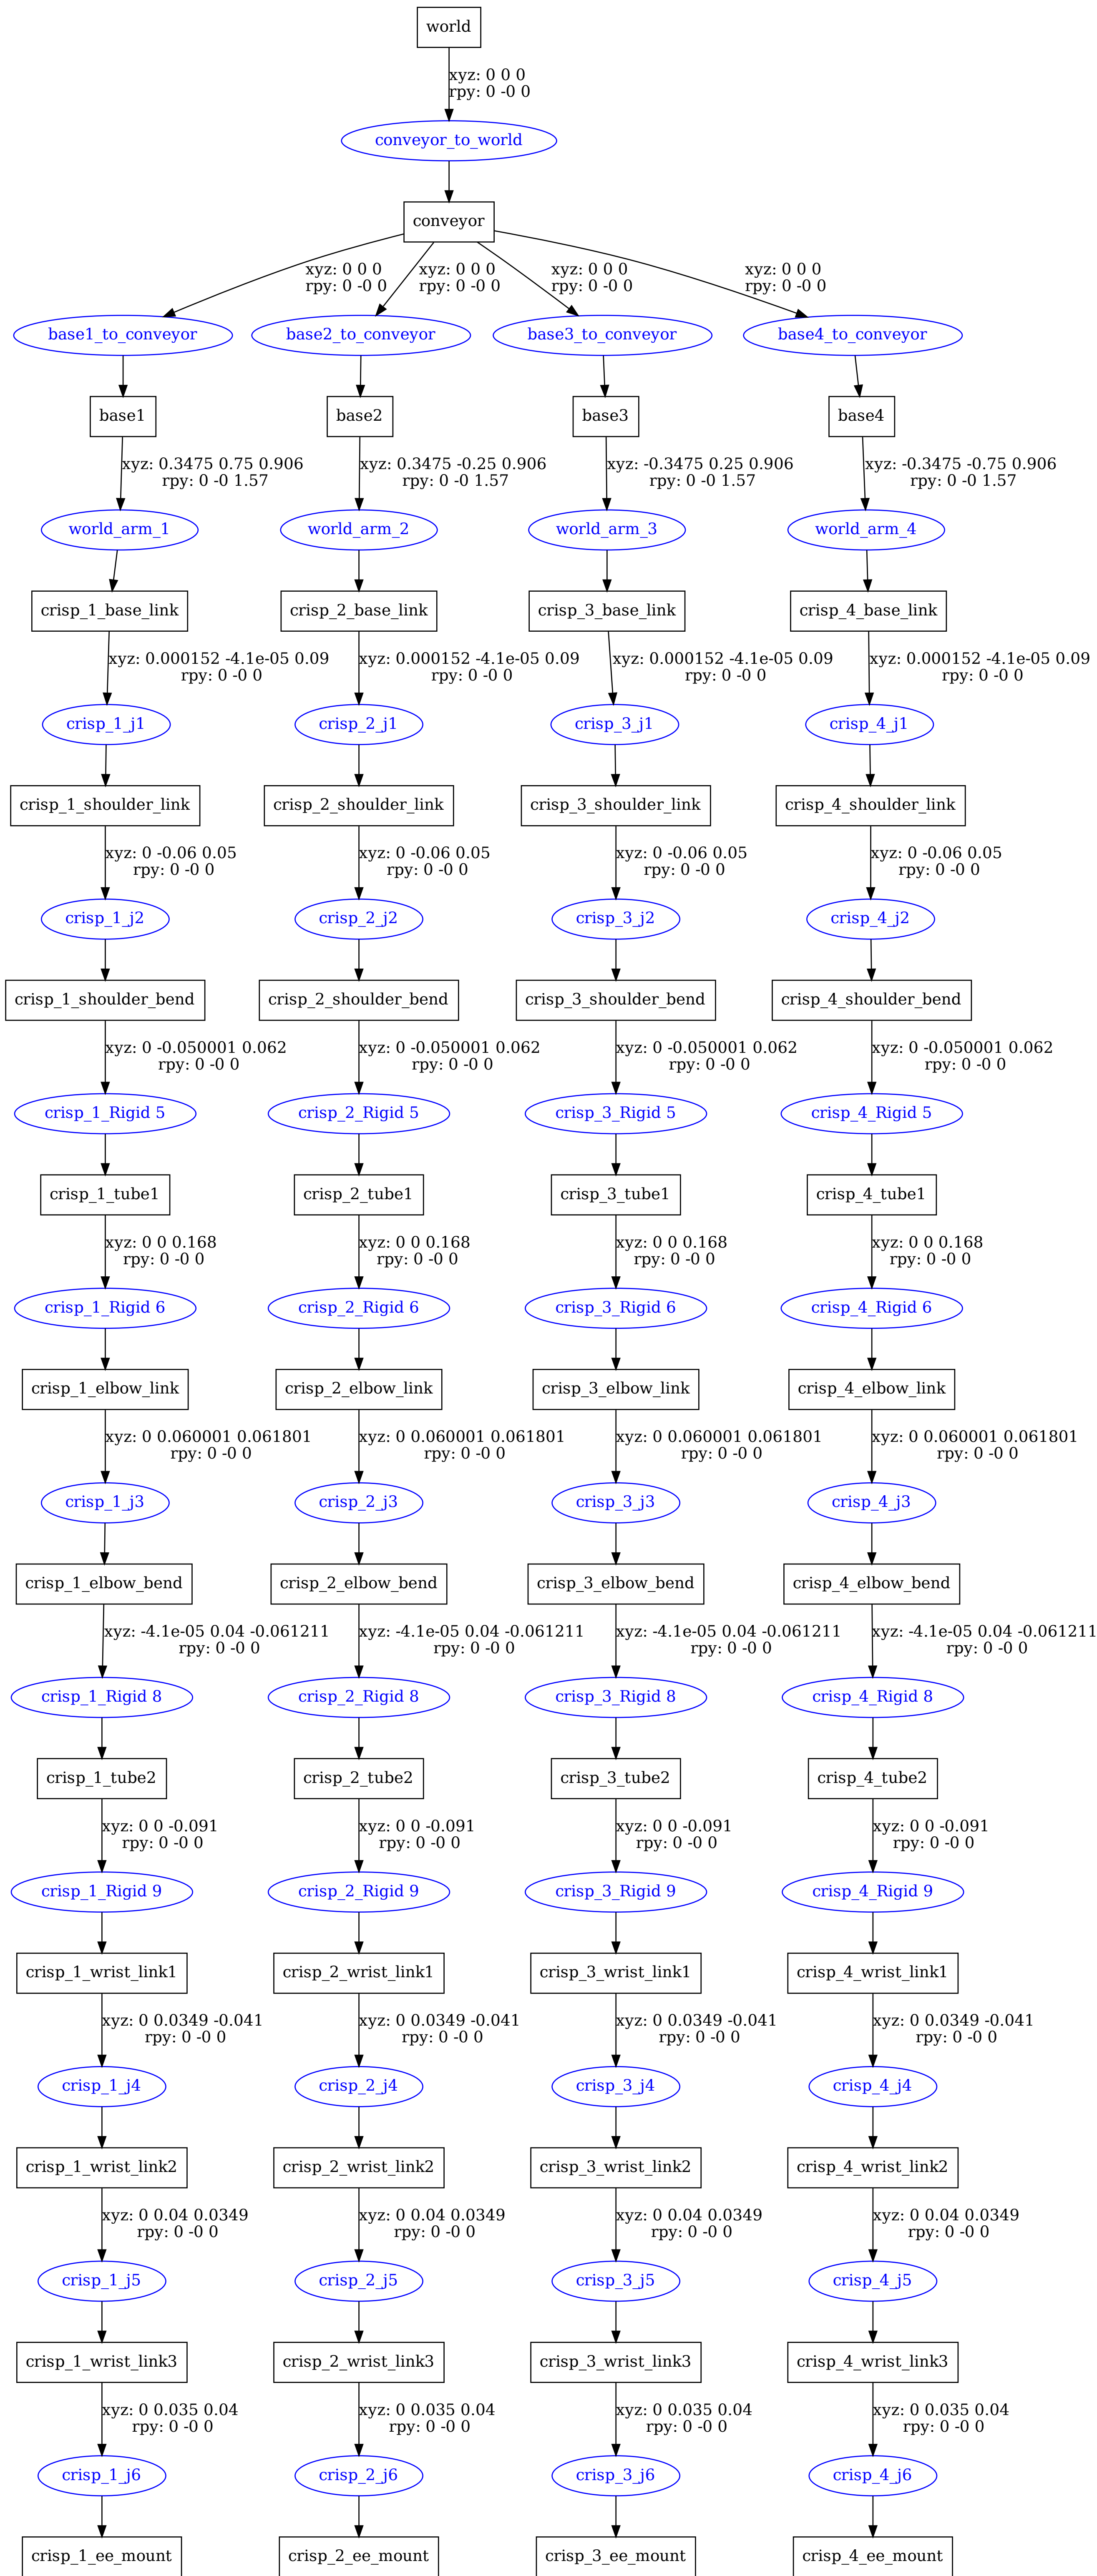 world
xyz: 0 0 0
rpy: 0 -0 0
conveyor_to_world
conveyor
xyz: 0 0 0 xyz: 0 0 0 xyz: 0 0 0 xyz: 0 0 0
rpy: 0 -0 0 rpy: 0 -0 0 rpy: 0 -0 0 rpy: 0 -0 0
base1_to_conveyor base2_to_conveyor base3_to_conveyor base4_to_conveyor
base1 base2 base3 base4
xyz: 0.3475 0.75 0.906 xyz: 0.3475 -0.25 0.906 xyz: -0.3475 0.25 0.906 xyz: -0.3475 -0.75 0.906
rpy: 0 -0 1.57 rpy: 0 -0 1.57 rpy: 0 -0 1.57 rpy: 0 -0 1.57
world_arm_1 world_arm_2 world_arm_3 world_arm_4
crisp_1_base_link crisp_2_base_link crisp_3_base_link crisp_4_base_link
xyz: 0.000152 -4.1e-05 0.09 xyz: 0.000152 -4.1e-05 0.09 xyz: 0.000152 -4.1e-05 0.09 xyz: 0.000152 -4.1e-05 0.09
rpy: 0 -0 0 rpy: 0 -0 0 rpy: 0 -0 0 rpy: 0 -0 0
crisp_1_j1 crisp_2_j1 crisp_3_j1 crisp_4_j1
crisp_1_shoulder_link crisp_2_shoulder_link crisp_3_shoulder_link crisp_4_shoulder_link
xyz: 0 -0.06 0.05 xyz: 0 -0.06 0.05 xyz: 0 -0.06 0.05 xyz: 0 -0.06 0.05
rpy: 0 -0 0 rpy: 0 -0 0 rpy: 0 -0 0 rpy: 0 -0 0
crisp_1_j2 crisp_2_j2 crisp_3_j2 crisp_4_j2
crisp_1_shoulder_bend crisp_2_shoulder_bend crisp_3_shoulder_bend crisp_4_shoulder_bend
xyz: 0 -0.050001 0.062 xyz: 0 -0.050001 0.062 xyz: 0 -0.050001 0.062 xyz: 0 -0.050001 0.062
rpy: 0 -0 0 rpy: 0 -0 0 rpy: 0 -0 0 rpy: 0 -0 0
crisp_1_Rigid 5 crisp_2_Rigid 5 crisp_3_Rigid 5 crisp_4_Rigid 5
crisp_1_tube1 crisp_2_tube1 crisp_3_tube1 crisp_4_tube1
xyz: 0 0 0.168 xyz: 0 0 0.168 xyz: 0 0 0.168 xyz: 0 0 0.168
rpy: 0 -0 0 rpy: 0 -0 0 rpy: 0 -0 0 rpy: 0 -0 0
crisp_1_Rigid 6 crisp_2_Rigid 6 crisp_3_Rigid 6 crisp_4_Rigid 6
crisp_1_elbow_link crisp_2_elbow_link crisp_3_elbow_link crisp_4_elbow_link
xyz: 0 0.060001 0.061801 xyz: 0 0.060001 0.061801 xyz: 0 0.060001 0.061801 xyz: 0 0.060001 0.061801
rpy: 0 -0 0 rpy: 0 -0 0 rpy: 0 -0 0 rpy: 0 -0 0
crisp_1_j3 crisp_2_j3 crisp_3_j3 crisp_4_j3
crisp_1_elbow_bend crisp_2_elbow_bend crisp_3_elbow_bend crisp_4_elbow_bend
xyz: -4.1e-05 0.04 -0.061211 xyz: -4.1e-05 0.04 -0.061211 xyz: -4.1e-05 0.04 -0.061211 xyz: -4.1e-05 0.04 -0.061211
rpy: 0 -0 0 rpy: 0 -0 0 rpy: 0 -0 0 rpy: 0 -0 0
crisp_1_Rigid 8 crisp_2_Rigid 8 crisp_3_Rigid 8 crisp_4_Rigid 8
crisp_1_tube2 crisp_2_tube2 crisp_3_tube2 crisp_4_tube2
xyz: 0 0 -0.091 xyz: 0 0 -0.091 xyz: 0 0 -0.091 xyz: 0 0 -0.091
rpy: 0 -0 0 rpy: 0 -0 0 rpy: 0 -0 0 rpy: 0 -0 0
crisp_1_Rigid 9 crisp_2_Rigid 9 crisp_3_Rigid 9 crisp_4_Rigid 9
crisp_1_wrist_link1 crisp_2_wrist_link1 crisp_3_wrist_link1 crisp_4_wrist_link1
xyz: 0 0.0349 -0.041 xyz: 0 0.0349 -0.041 xyz: 0 0.0349 -0.041 xyz: 0 0.0349 -0.041
rpy: 0 -0 0 rpy: 0 -0 0 rpy: 0 -0 0 rpy: 0 -0 0
crisp_1_j4 crisp_2_j4 crisp_3_j4 crisp_4_j4
crisp_1_wrist_link2 crisp_2_wrist_link2 crisp_3_wrist_link2 crisp_4_wrist_link2
xyz: 0 0.04 0.0349 xyz: 0 0.04 0.0349 xyz: 0 0.04 0.0349 xyz: 0 0.04 0.0349
rpy: 0 -0 0 rpy: 0 -0 0 rpy: 0 -0 0 rpy: 0 -0 0
crisp_1_j5 crisp_2_j5 crisp_3_j5 crisp_4_j5
crisp_1_wrist_link3 crisp_2_wrist_link3 crisp_3_wrist_link3 crisp_4_wrist_link3
xyz: 0 0.035 0.04 xyz: 0 0.035 0.04 xyz: 0 0.035 0.04 xyz: 0 0.035 0.04
rpy: 0 -0 0 rpy: 0 -0 0 rpy: 0 -0 0 rpy: 0 -0 0
crisp_1_j6 crisp_2_j6 crisp_3_j6 crisp_4_j6
crisp_1_ee_mount crisp_2_ee_mount crisp_3_ee_mount crisp_4_ee_mount